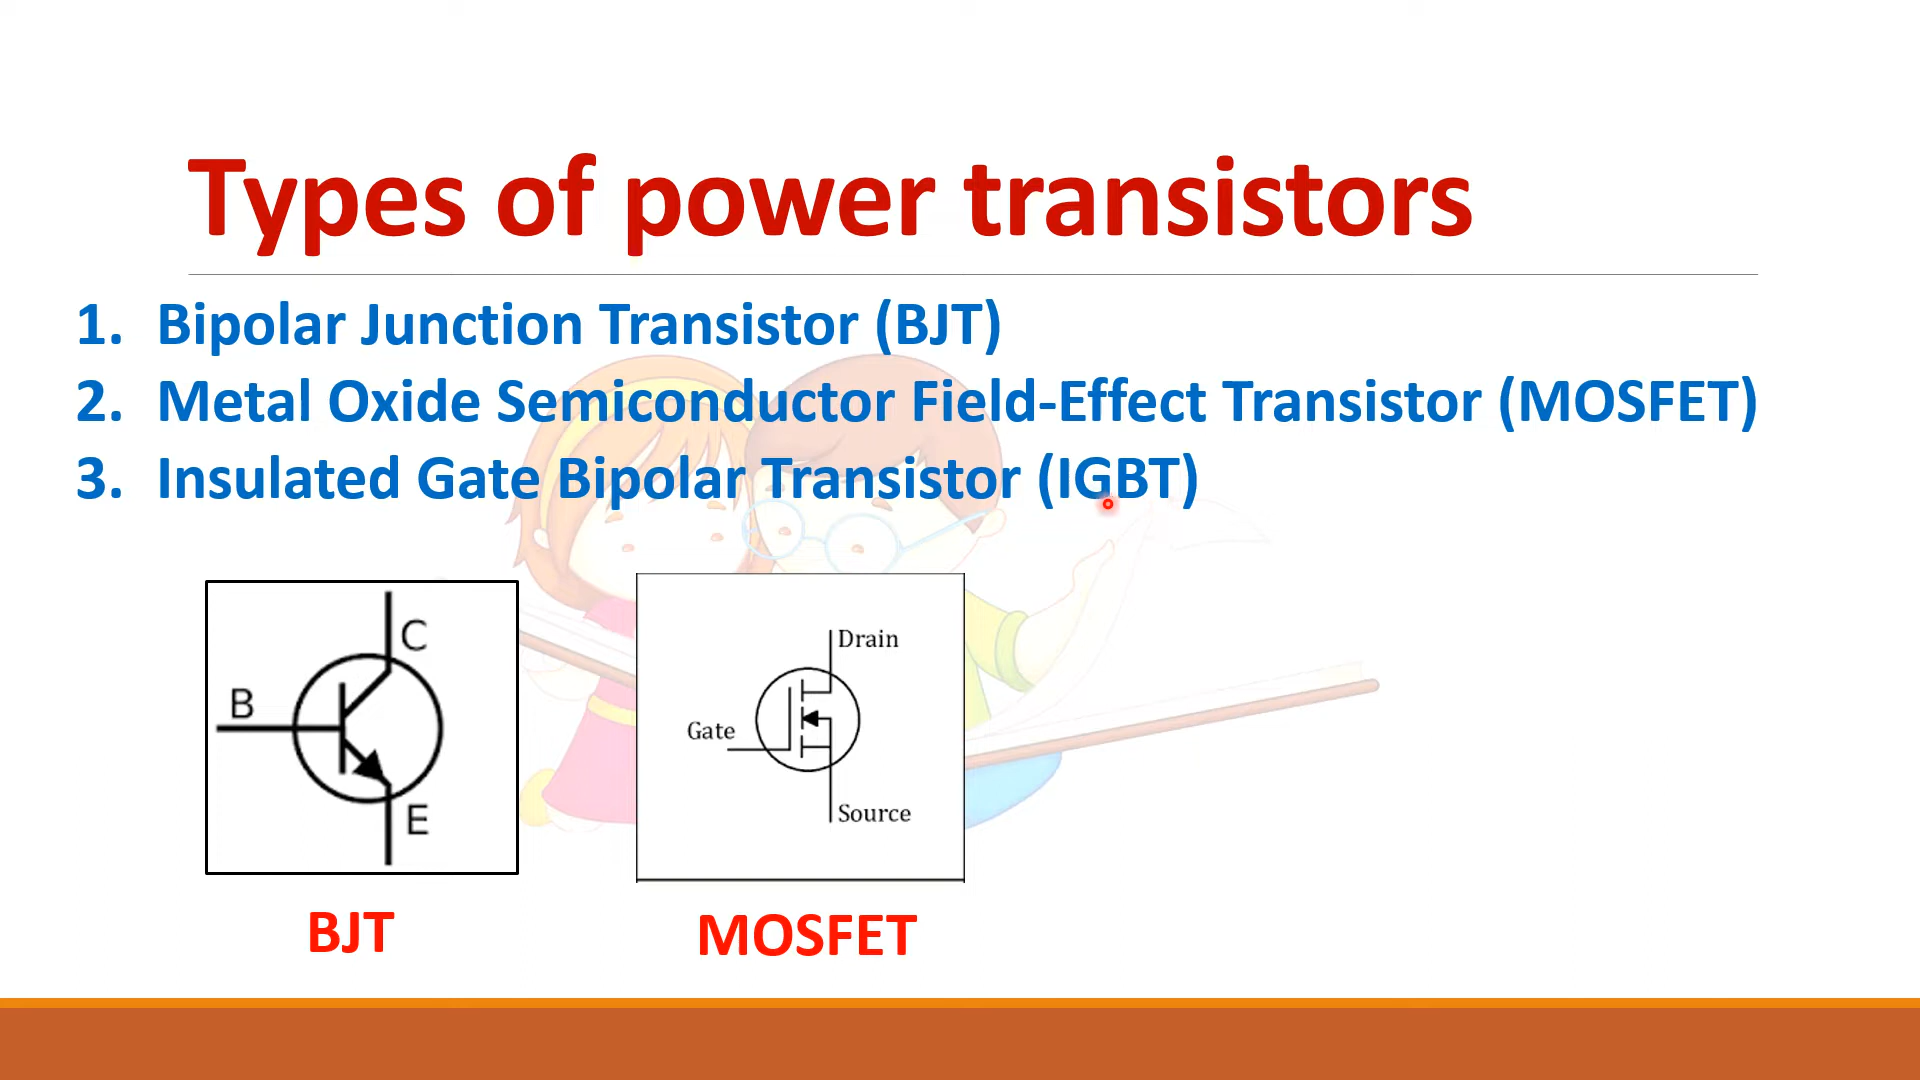 Types of power transistors
1. Bipolar Junction Transistor (BJT)
2. Metal Oxide Semiconductor Field-Effect Transistor (MOSFET)
3. Insulated Gate Bipolar Transistor (IGBT)
C
B
E
Drain
Gate
Source
BJT
MOSFET